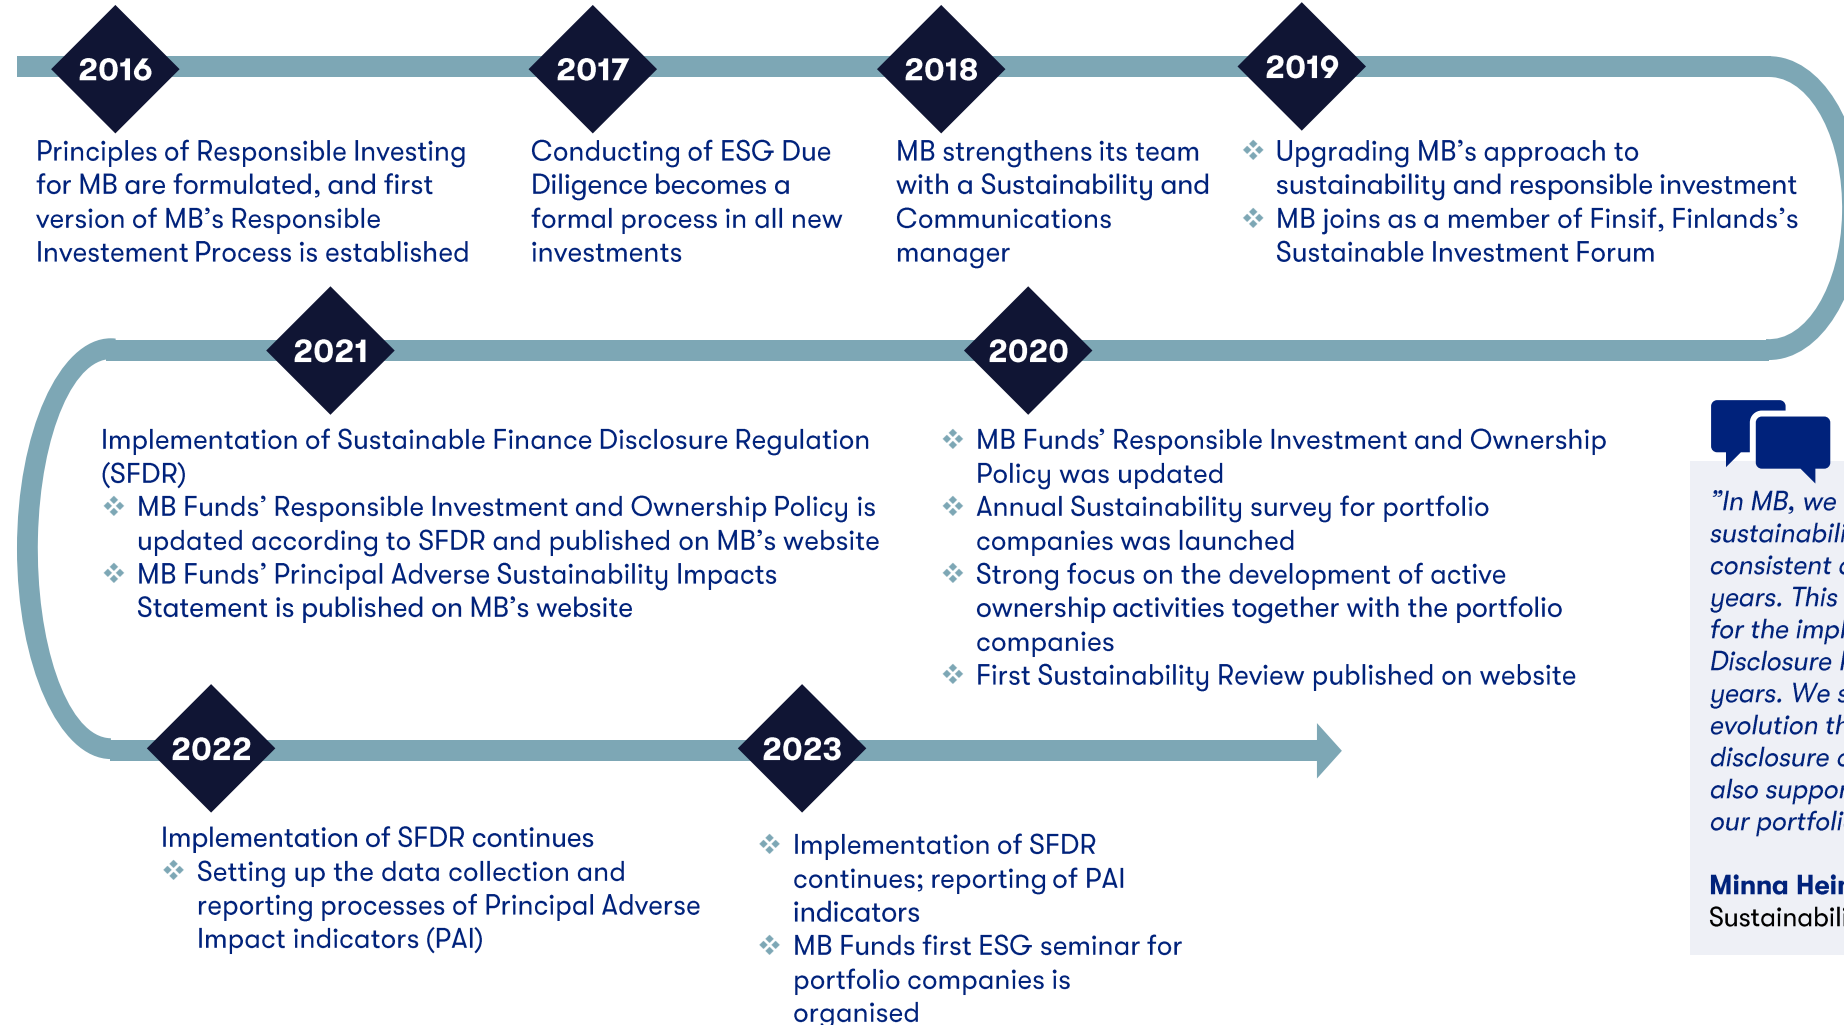 2016
Principles of Responsible Investing
for MB are formulated, and first
version of MB's Responsible
Investement Process is established
2017
Conducting of ESG Due
Diligence becomes a
formal process in all new
investments
2018
MB strengthens its team
with a Sustainability and
Communications
manager
2019
❖ Upgrading MB's approach to
sustainability and responsible investment
❖ MB joins as a member of Finsif, Finlands's
Sustainable Investment Forum
2020
❖ MB Funds' Responsible Investment and Ownership
Policy was updated
❖ Annual Sustainability survey for portfolio
companies was launched
❖ Strong focus on the development of active
ownership activities together with the portfolio
companies
❖ First Sustainability Review published on website
2021
Implementation of Sustainable Finance Disclosure Regulation
(SFDR)
❖ MB Funds' Responsible Investment and Ownership Policy is
updated according to SFDR and published on MB's website
❖ MB Funds' Principal Adverse Sustainability Impacts
Statement is published on MB's website
2022
Implementation of SFDR continues
❖ Setting up the data collection and
reporting processes of Principal Adverse
Impact indicators (PAI)
2023
❖ Implementation of SFDR
continues; reporting of PAI
indicators
❖ MB Funds first ESG seminar for
portfolio companies is
organised
"In MB, we
consistent
years. This
for the
Disclosure
years. We
evolution
disclosure
also
our
Minna